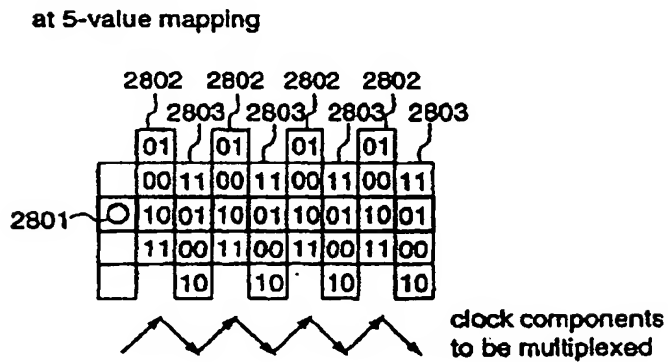 at 5-value mapping
2802 2802 2802 2802
2803 2803 2803 2803
01 01 01 01
00 11 00 11 00 11 00 11
2801 10 01 10 01 10 01 10 01
11 00 11 00 11 00 11 00
10 10 10 10
clock components
to be multiplexed